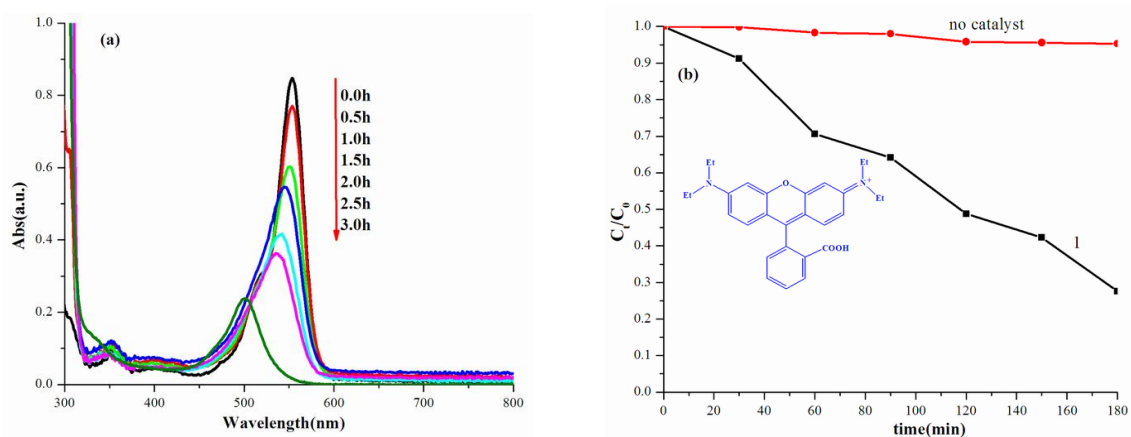 (a)
0.0h
0.5h
1.0h
1.5h
2.0h
2.5h
3.0h
Abs(a.u.)
0.8
0.6
0.4
0.2
0.0
300 400 500 600 700 800
Wavelength(nm)
no catalyst
(b)
1
Et
Et
N
O
N+
Et
Et
COOH
Ct/C0
1.0
0.9
0.8
0.7
0.6
0.5
0.4
0.3
0.2
0.1
0.0
0 20 40 60 80 100 120 140 160 180
time(min)